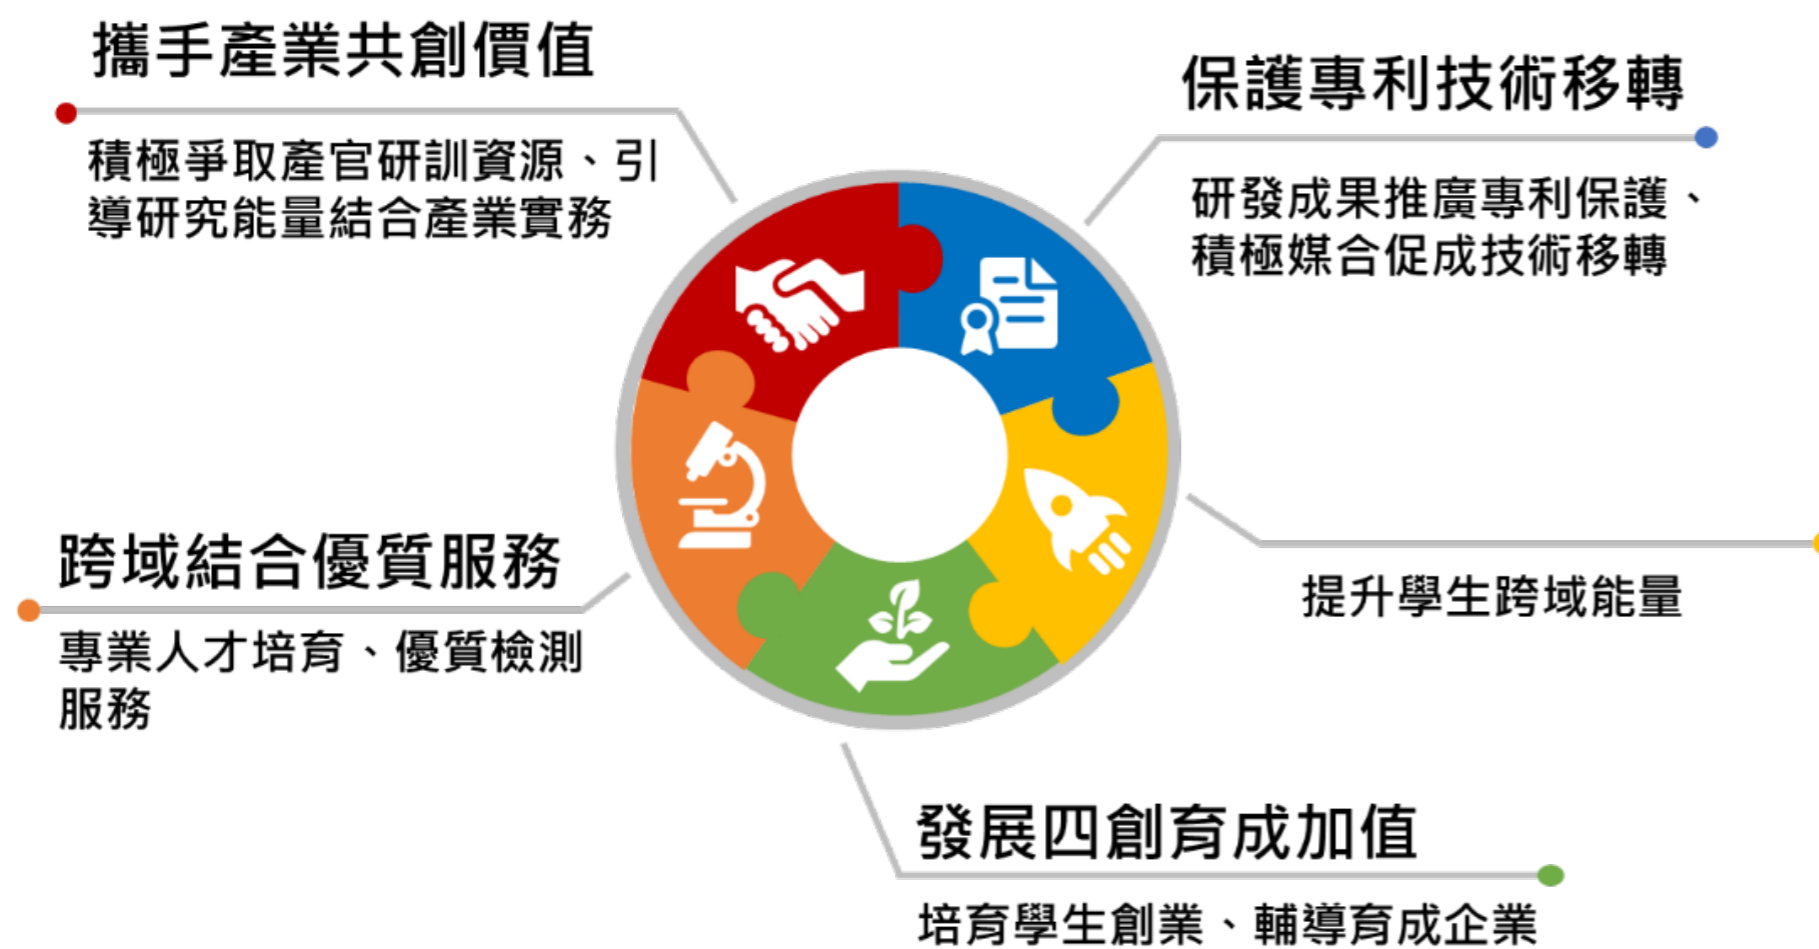 攜手產業共創價值
積極爭取產官研訓資源、引
導研究能量結合產業實務
保護專利技術移轉
研發成果推廣專利保護、
積極媒合促成技術移轉
提升學生跨域能量
跨域結合優質服務
專業人才培育、優質檢測
服務
發展四創育成加值
培育學生創業、輔導育成企業